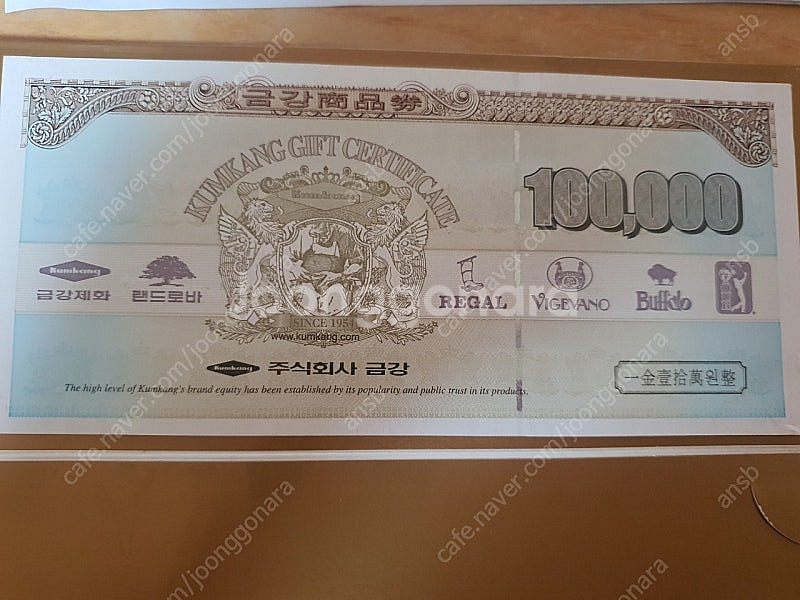 금강商品券
KUMKANG GIFT CERTIFICATE
Kumkang
100,000
Kumkang
금강제화
랜드로바
REGAL
VIGEVANO
Buffalo
SINCE 1954
www.kumkang.com
Kumkang 주식회사 금강
一金壹拾萬원整
The high level of Kumkang's brand equity has been established by its popularity and public trust in its products.
joonggonara
cafe.naver.com/joonggonara
ansb